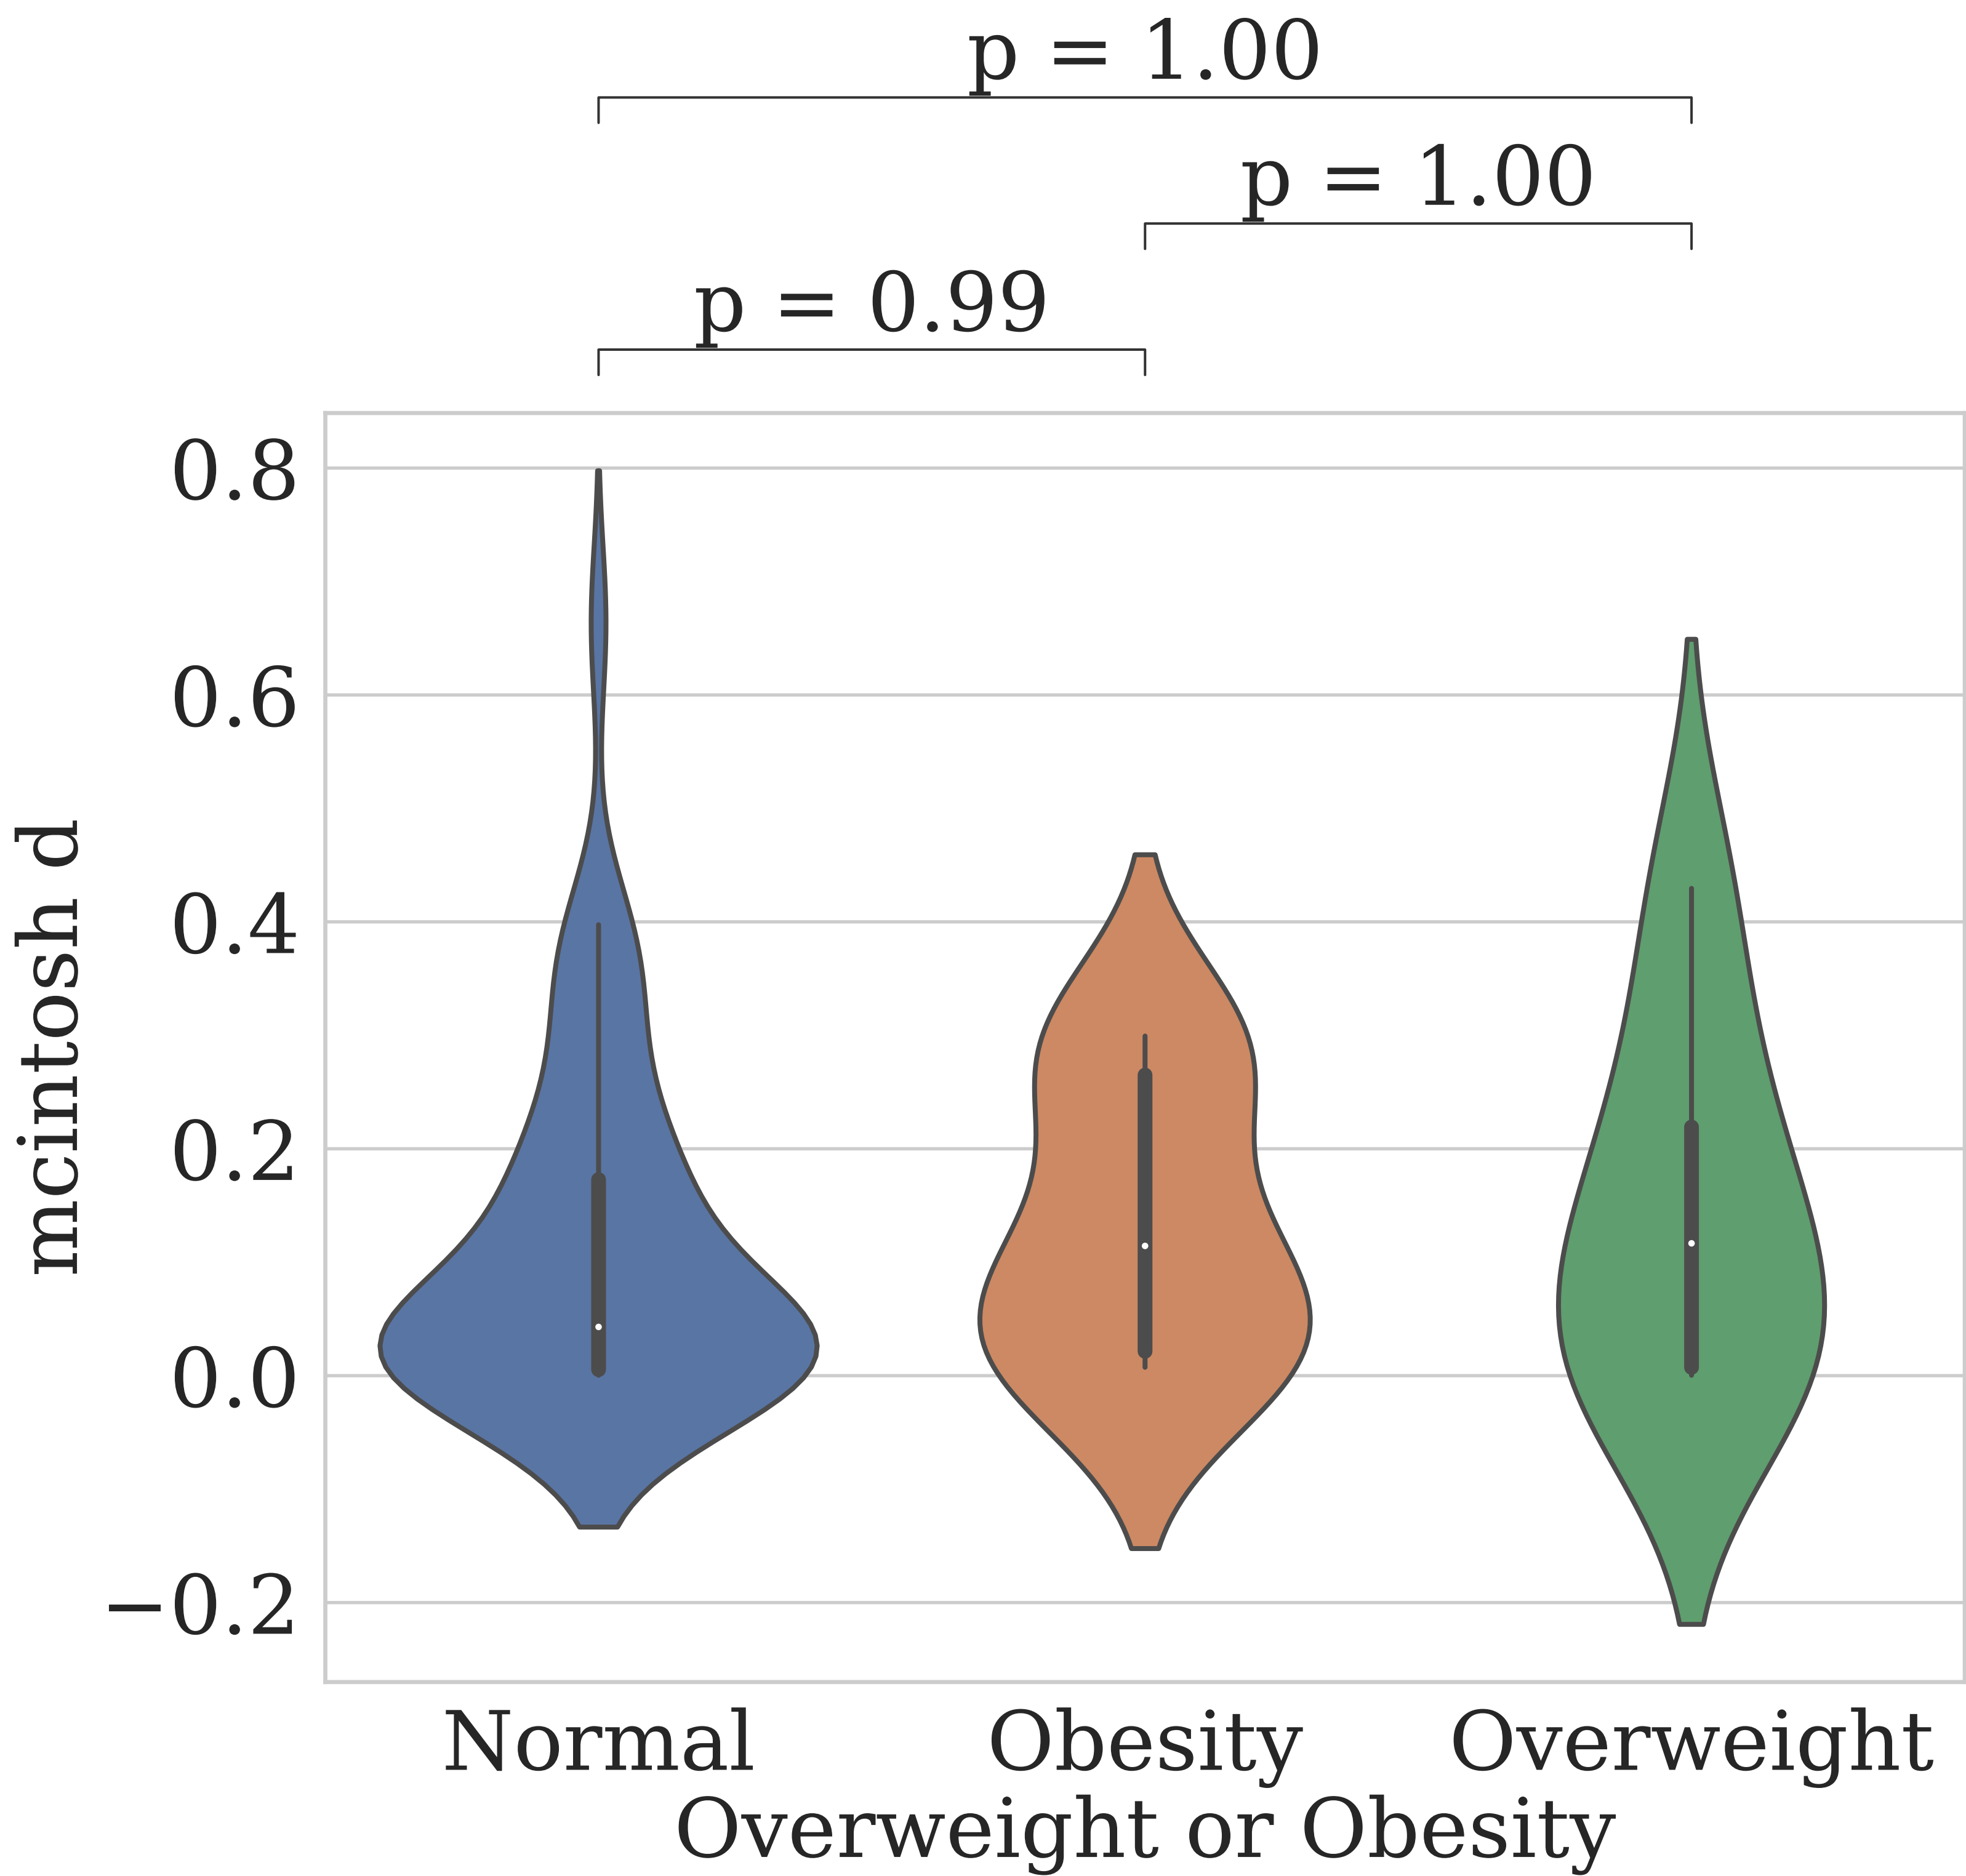 p = 1.00
p = 1.00
p = 0.99
0.8
0.6
0.4
0.2
0.0
−0.2
mcintosh d
Normal
Obesity
Overweight
Overweight or Obesity